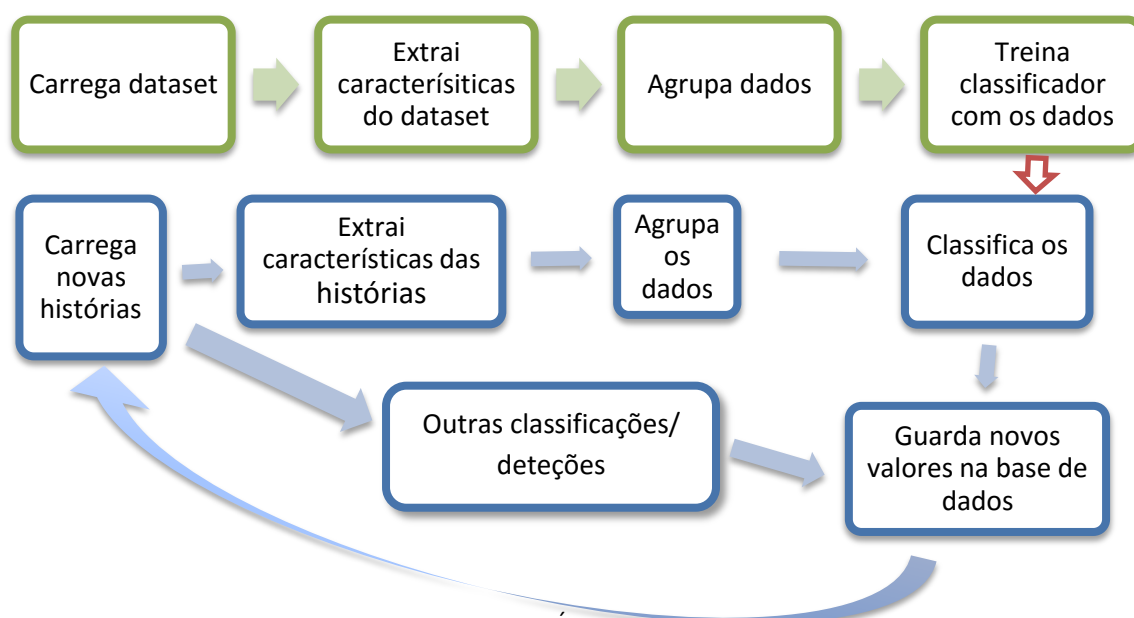 Carrega dataset
Extrai
caracterísiticas
do dataset
Agrupa dados
Treina
classificador
com os dados
Carrega
novas
histórias
Extrai
características das
histórias
Agrupa
os
dados
Classifica os
dados
Outras classificações/
deteções
Guarda novos
valores na base de
dados